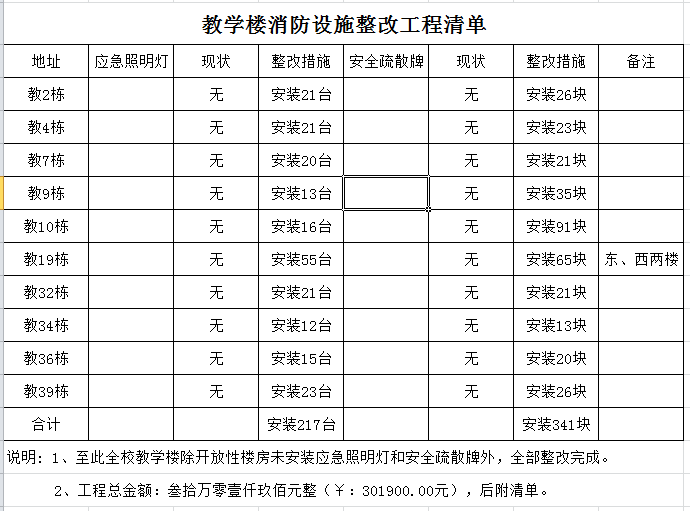 教学楼消防设施整改工程清单
地址 应急照明灯 现状 整改措施 安全疏散牌 现状 整改措施 备注
教2栋 无 安装21台 无 安装26块
教4栋 无 安装21台 无 安装23块
教7栋 无 安装20台 无 安装21块
教9栋 无 安装13台 无 安装35块
教10栋 无 安装16台 无 安装91块
教19栋 无 安装55台 无 安装65块 东、西两楼
教32栋 无 安装21台 无 安装21块
教34栋 无 安装12台 无 安装13块
教36栋 无 安装15台 无 安装20块
教39栋 无 安装23台 无 安装26块
合计 安装217台 安装341块
说明：1、至此全校教学楼除开放性楼房未安装应急照明灯和安全疏散牌外，全部整改完成。
2、工程总金额：叁拾万零壹仟玖佰元整（￥：301900.00元），后附清单。